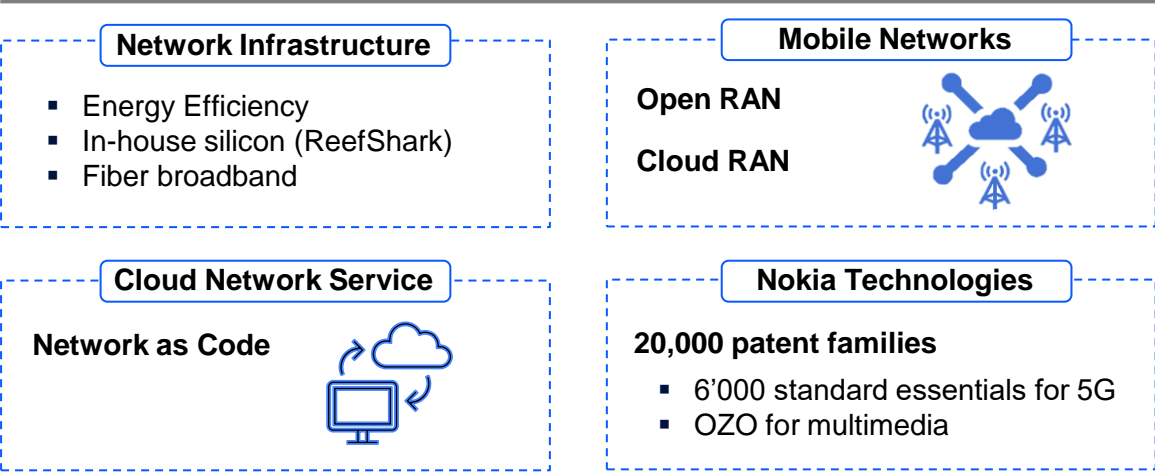 Network Infrastructure
Energy Efficiency
In-house silicon (ReefShark)
Fiber broadband
Mobile Networks
Open RAN
Cloud RAN
Cloud Network Service
Network as Code
Nokia Technologies
20,000 patent families
6’000 standard essentials for 5G
OZO for multimedia